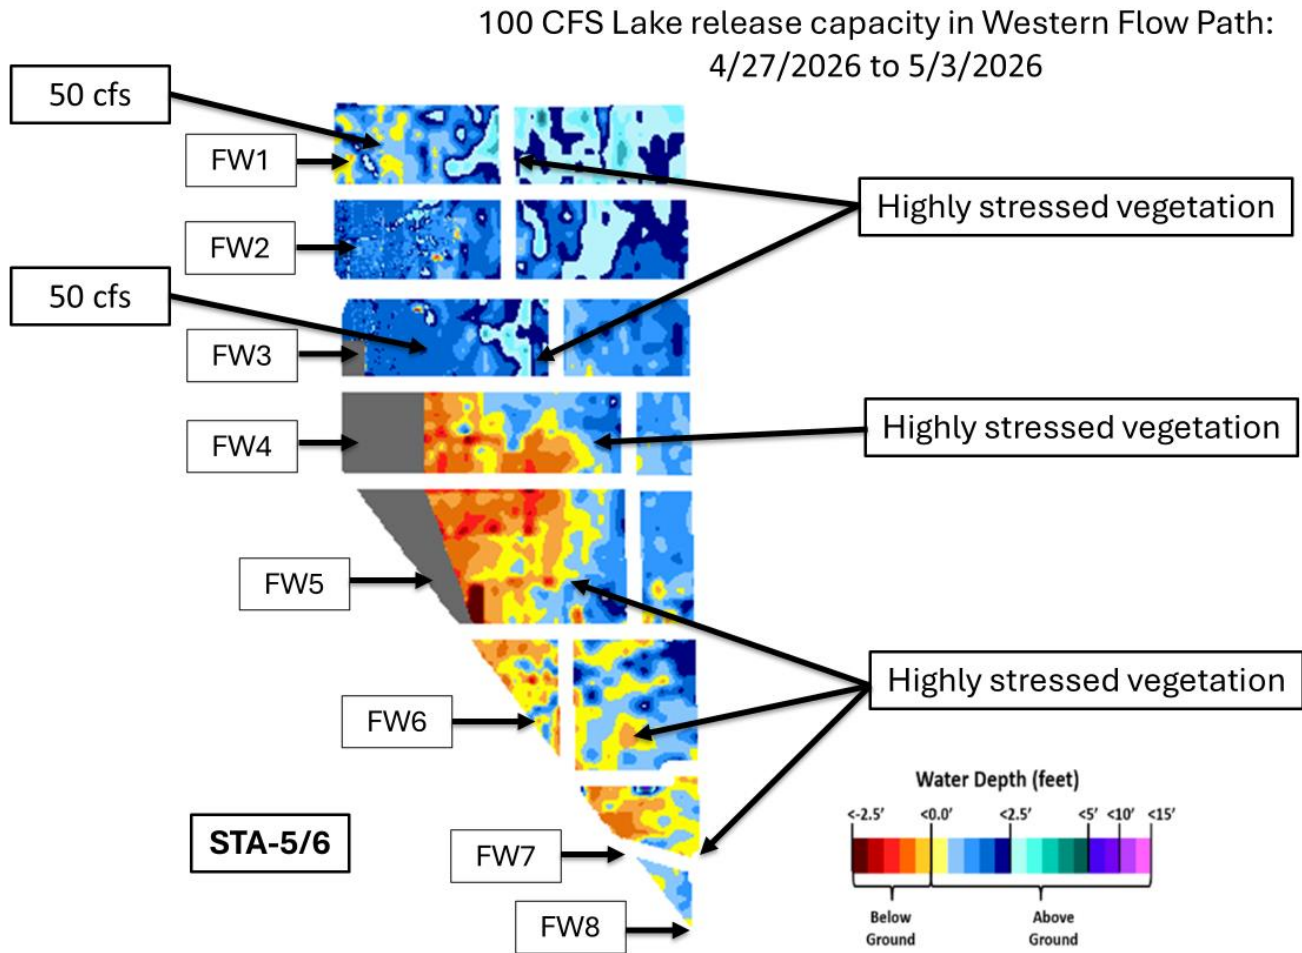 100 CFS Lake release capacity in Western Flow Path:
4/27/2026 to 5/3/2026
50 cfs
FW1
Highly stressed vegetation
FW2
50 cfs
FW3
Highly stressed vegetation
FW4
FW5
Highly stressed vegetation
FW6
STA-5/6
FW7
FW8
Water Depth (feet)
<-2.5' <0.0' <2.5' <5' <10' <15'
Below
Ground
Above
Ground